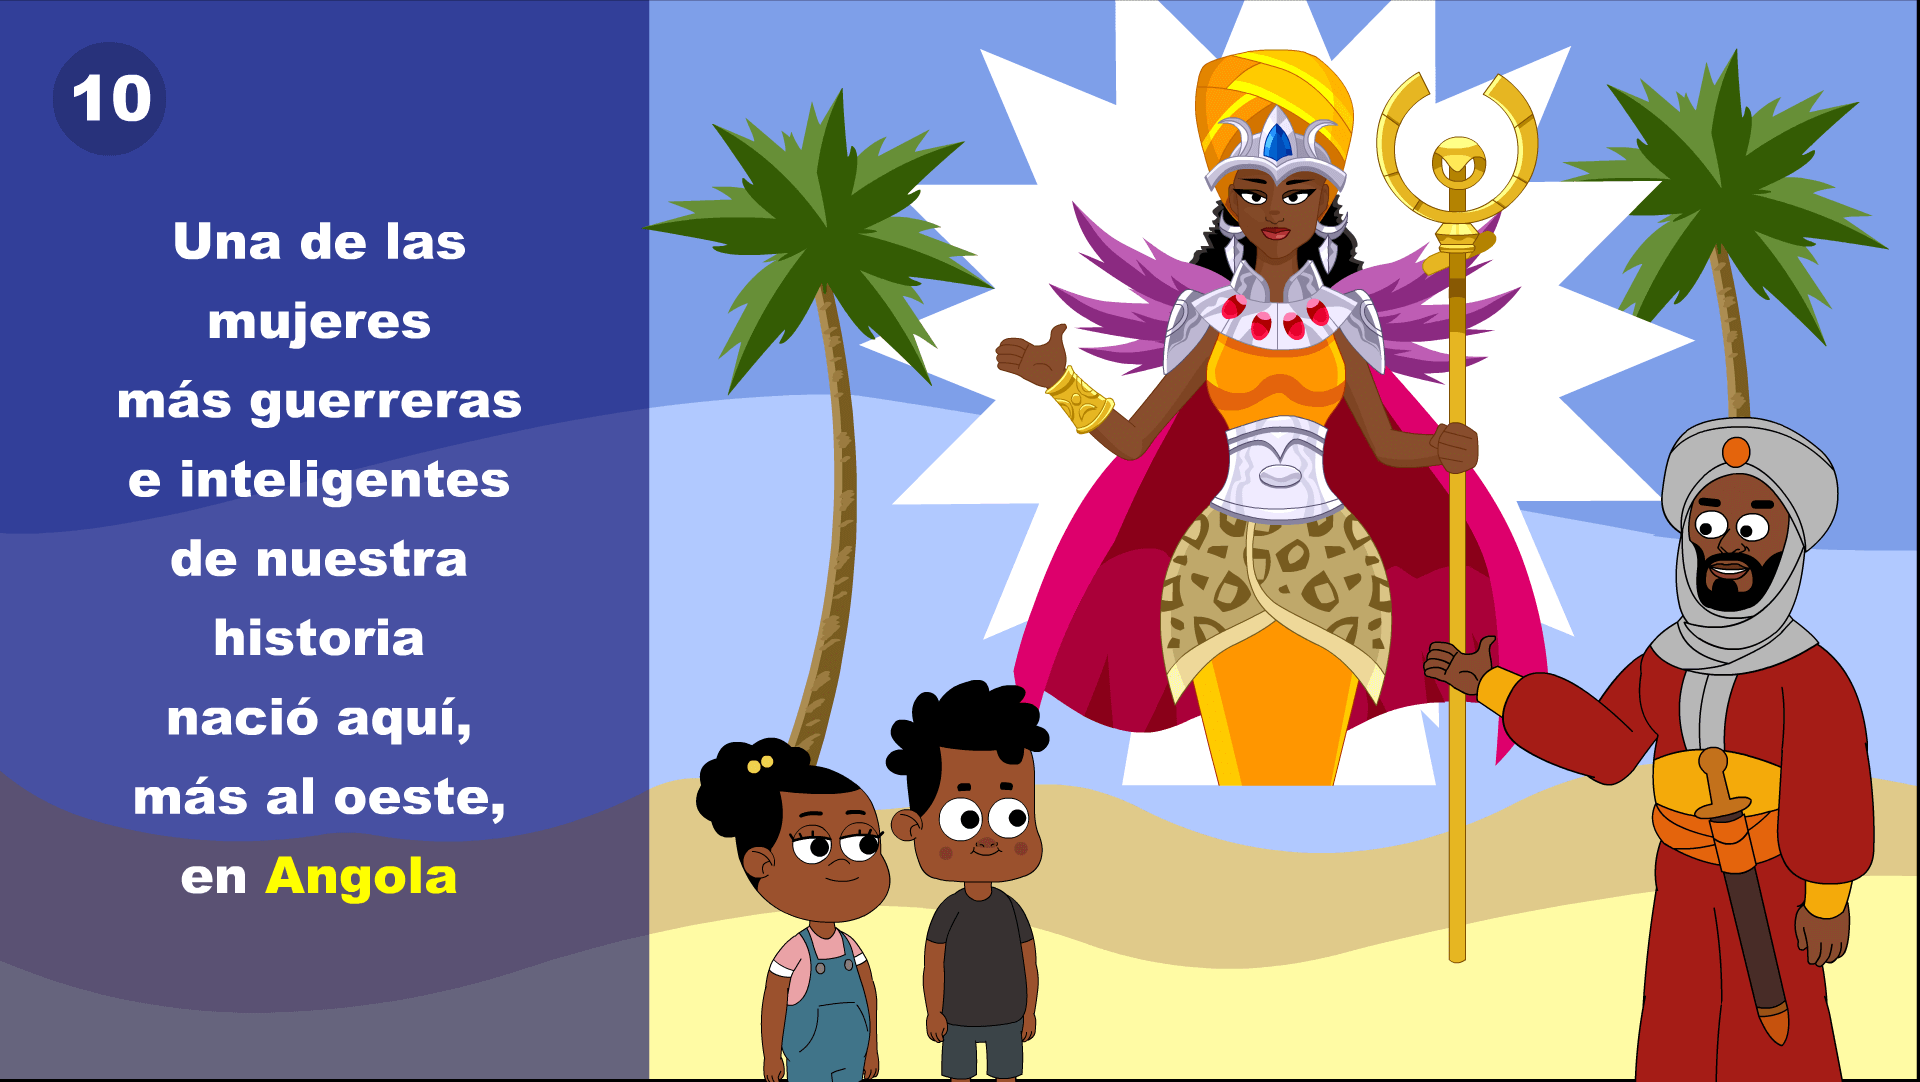 10
Una de las
mujeres
más guerreras
e inteligentes
de nuestra
historia
nació aquí,
más al oeste,
en Angola